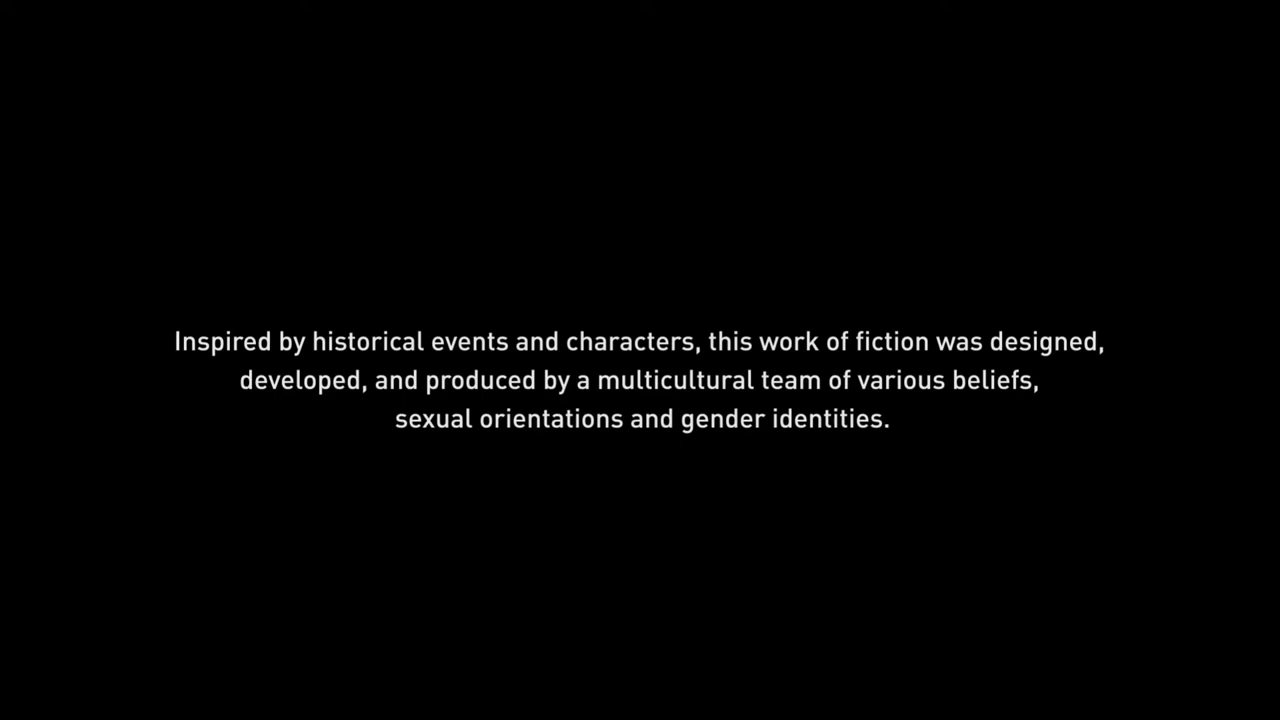 Inspired by historical events and characters, this work of fiction was designed,
developed, and produced by a multicultural team of various beliefs,
sexual orientations and gender identities.